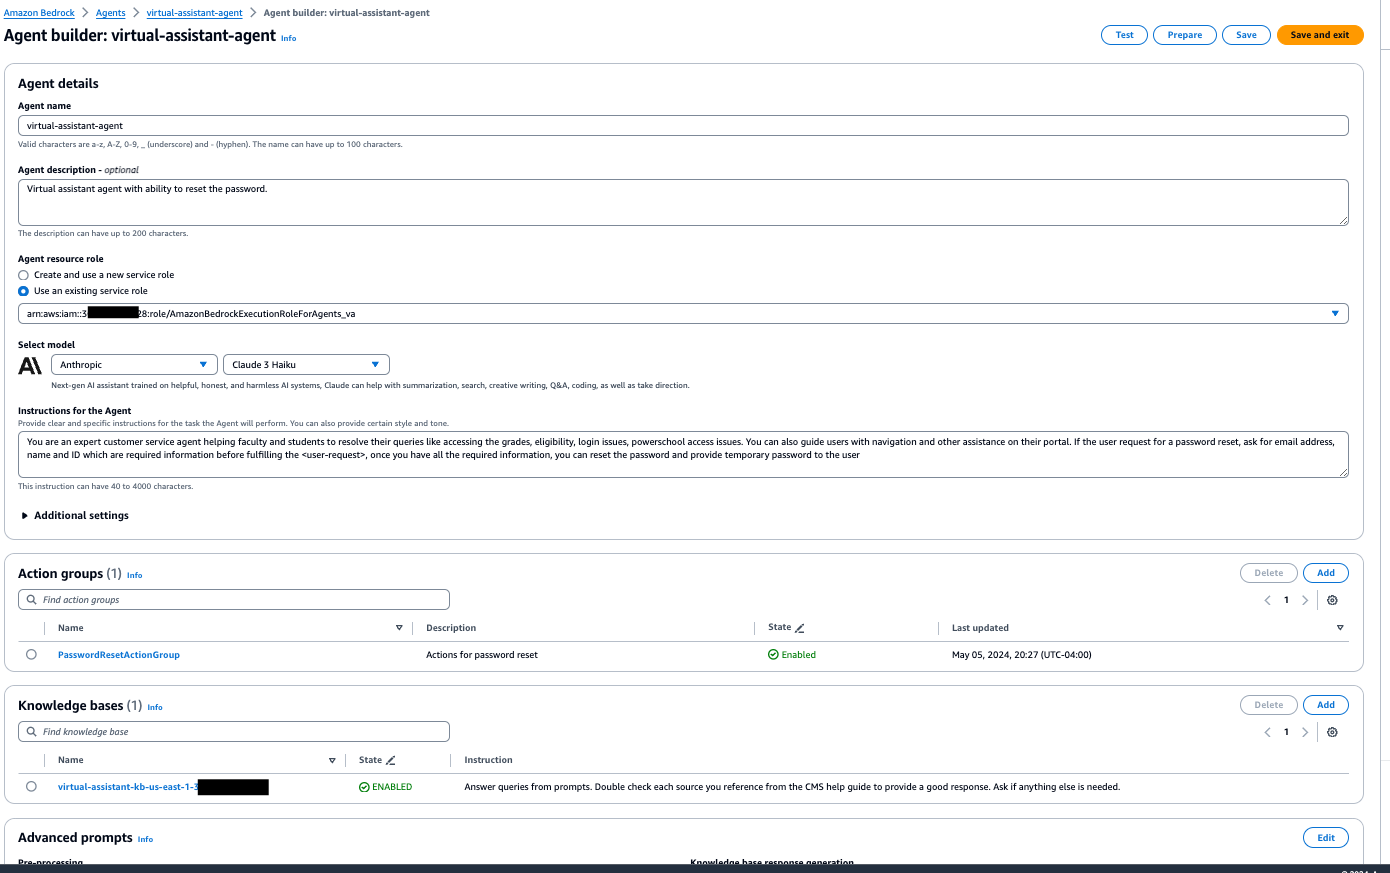 Amazon Bedrock > Agents > virtual-assistant-agent > Agent builder: virtual-assistant-agent
Agent builder: virtual-assistant-agent Info
Test Prepare Save Save and exit
Agent details
Agent name
virtual-assistant-agent
Valid characters are a-z, A-Z, 0-9, _ (underscore) and - (hyphen). The name can have up to 100 characters.
Agent description - optional
Virtual assistant agent with ability to reset the password.
The description can have up to 200 characters.
Agent resource role
Create and use a new service role
Use an existing service role
arn:aws:iam::3 28:role/AmazonBedrockExecutionRoleForAgents_va
Select model
Anthropic Claude 3 Haiku
Next-gen AI assistant trained on helpful, honest, and harmless AI systems, Claude can help with summarization, search, creative writing, Q&A, coding, as well as take direction.
Instructions for the Agent
Provide clear and specific instructions for the task the Agent will perform. You can also provide certain style and tone.
You are an expert customer service agent helping faculty and students to resolve their queries like accessing the grades, eligibility, login issues, powerschool access issues. You can also guide users with navigation and other assistance on their portal. If the user request for a password reset, ask for email address,
name and ID which are required information before fulfilling the <user-request>, once you have all the required information, you can reset the password and provide temporary password to the user
This instruction can have 40 to 4000 characters.
Additional settings
Action groups (1) Info
Delete Add
Find action groups
1
Name Description State Last updated
PasswordResetActionGroup Actions for password reset Enabled May 05, 2024, 20:27 (UTC-04:00)
Knowledge bases (1) Info
Delete Add
Find knowledge base
1
Name State Instruction
virtual-assistant-kb-us-east-1-3 ENABLED Answer queries from prompts. Double check each source you reference from the CMS help guide to provide a good response. Ask if anything else is needed.
Advanced prompts Info
Edit
Pre-processing Knowledge base response generation